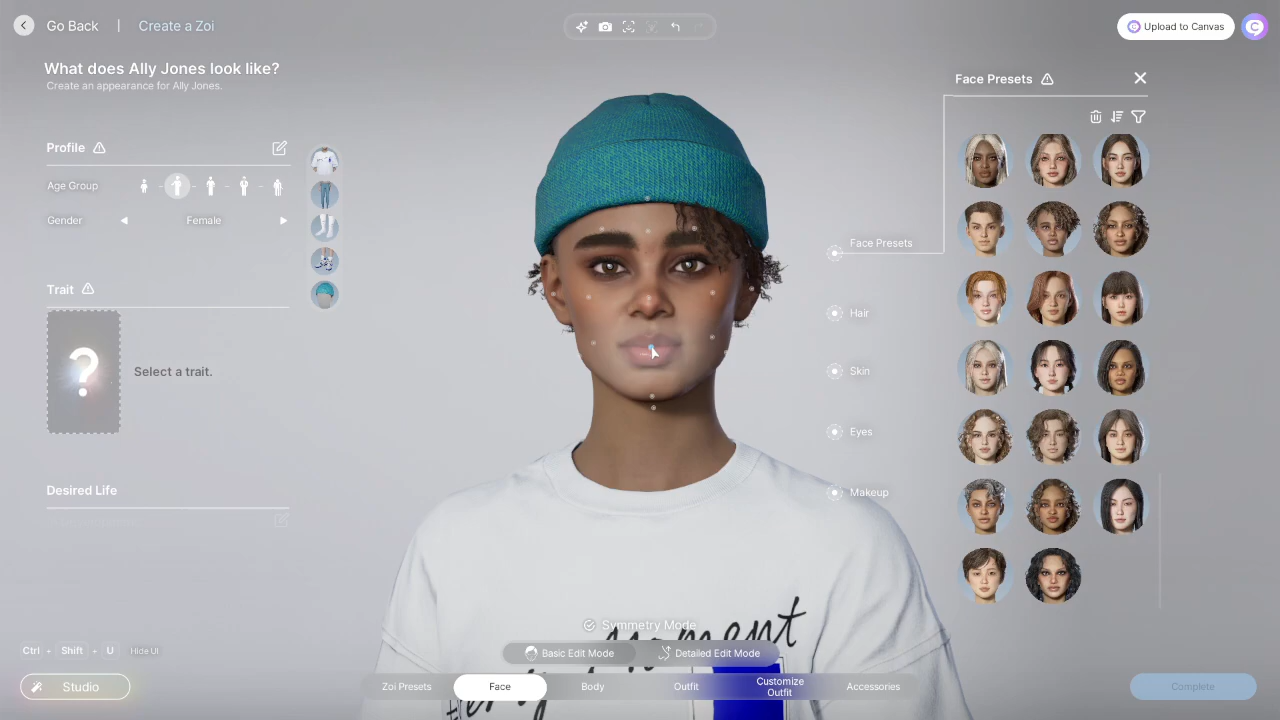 Go Back | Create a Zoi
Upload to Canvas
What does Ally Jones look like?
Create an appearance for Ally Jones.
Face Presets
Profile
Age Group
Gender
Female
Face Presets
Trait
Hair
Select a trait.
Skin
Eyes
Desired Life
Makeup
Symmetry Mode
Ctrl + Shift + U Hide UI
Basic Edit Mode
Detailed Edit Mode
Studio
Zoi Presets
Face
Body
Outfit
Customize
Outfit
Accessories
Complete